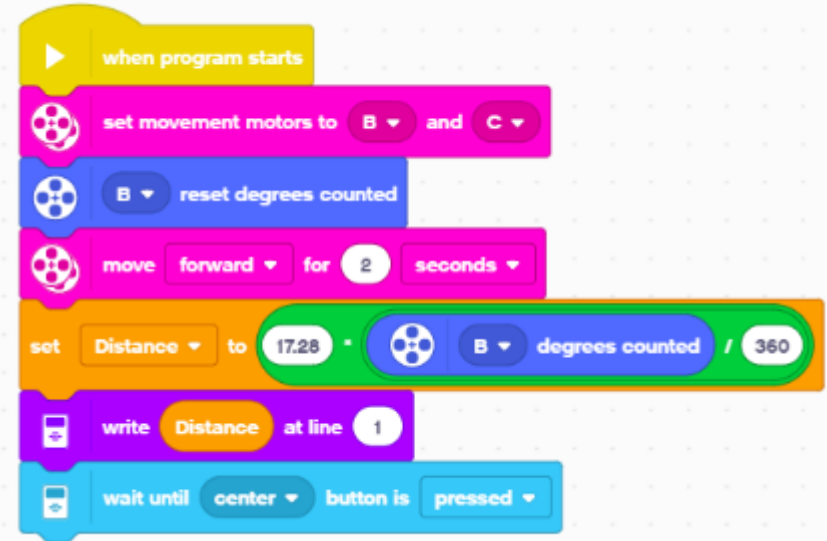 when program starts
set movement motors to B and C
B reset degrees counted
move forward for 2 seconds
set Distance to 17.28 * B degrees counted / 360
write Distance at line 1
wait until center button is pressed